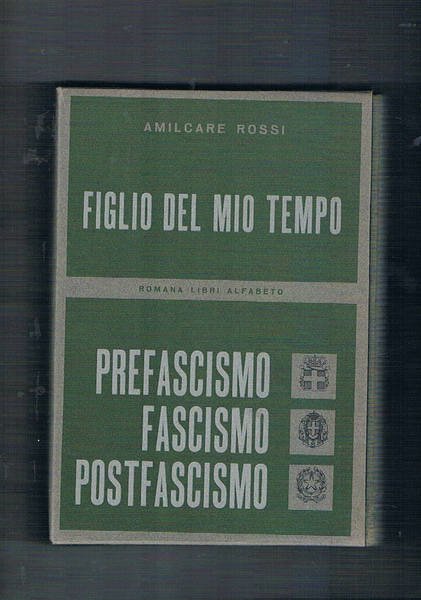 AMILCARE ROSSI
FIGLIO DEL MIO TEMPO
ROMANA LIBRI ALFABETO
PREFASCISMO
FASCISMO
POSTFASCISMO